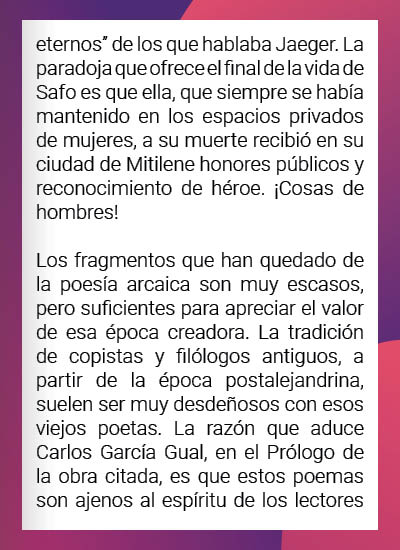 eternos” de los que hablaba Jaeger. La
paradoja que ofrece el final de la vida de
Safo es que ella, que siempre se había
mantenido en los espacios privados
de mujeres, a su muerte recibió en su
ciudad de Mitilene honores públicos y
reconocimiento de héroe. ¡Cosas de
hombres!

Los fragmentos que han quedado de
la poesía arcaica son muy escasos,
pero suficientes para apreciar el valor
de esa época creadora. La tradición
de copistas y filólogos antiguos, a
partir de la época postalejandrina,
suelen ser muy desdeñosos con esos
viejos poetas. La razón que aduce
Carlos García Gual, en el Prólogo de
la obra citada, es que estos poemas
son ajenos al espíritu de los lectores